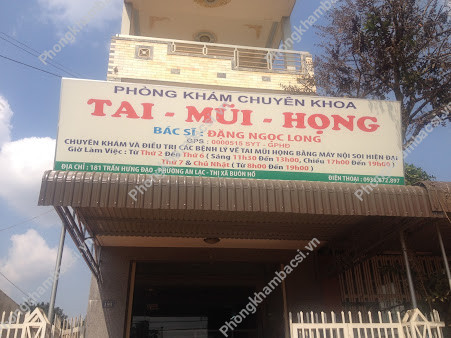 PHÒNG KHÁM CHUYÊN KHOA
TAI - MŨI - HỌNG
BÁC SĨ: ĐẶNG NGỌC LONG
GPS : 0000518 SYT - GPHĐ
CHUYÊN KHÁM VÀ ĐIỀU TRỊ CÁC BỆNH LÝ VỀ TAI MŨI HỌNG BẰNG MÁY NỘI SOI HIỆN ĐẠI
Giờ Làm Việc : Từ Thứ 2 Đến Thứ 6 ( Sáng 11h30 Đến 13h00, Chiều 17h00 Đến 19h00 )
Thứ 7 & Chủ Nhật ( Từ 8h00 Đến 19h00 )
ĐỊA CHỈ : 181 TRẦN HƯNG ĐẠO - PHƯỜNG AN LẠC - THỊ XÃ BUÔN HỒ
ĐIỆN THOẠI :
Phongkhambacsi.vn